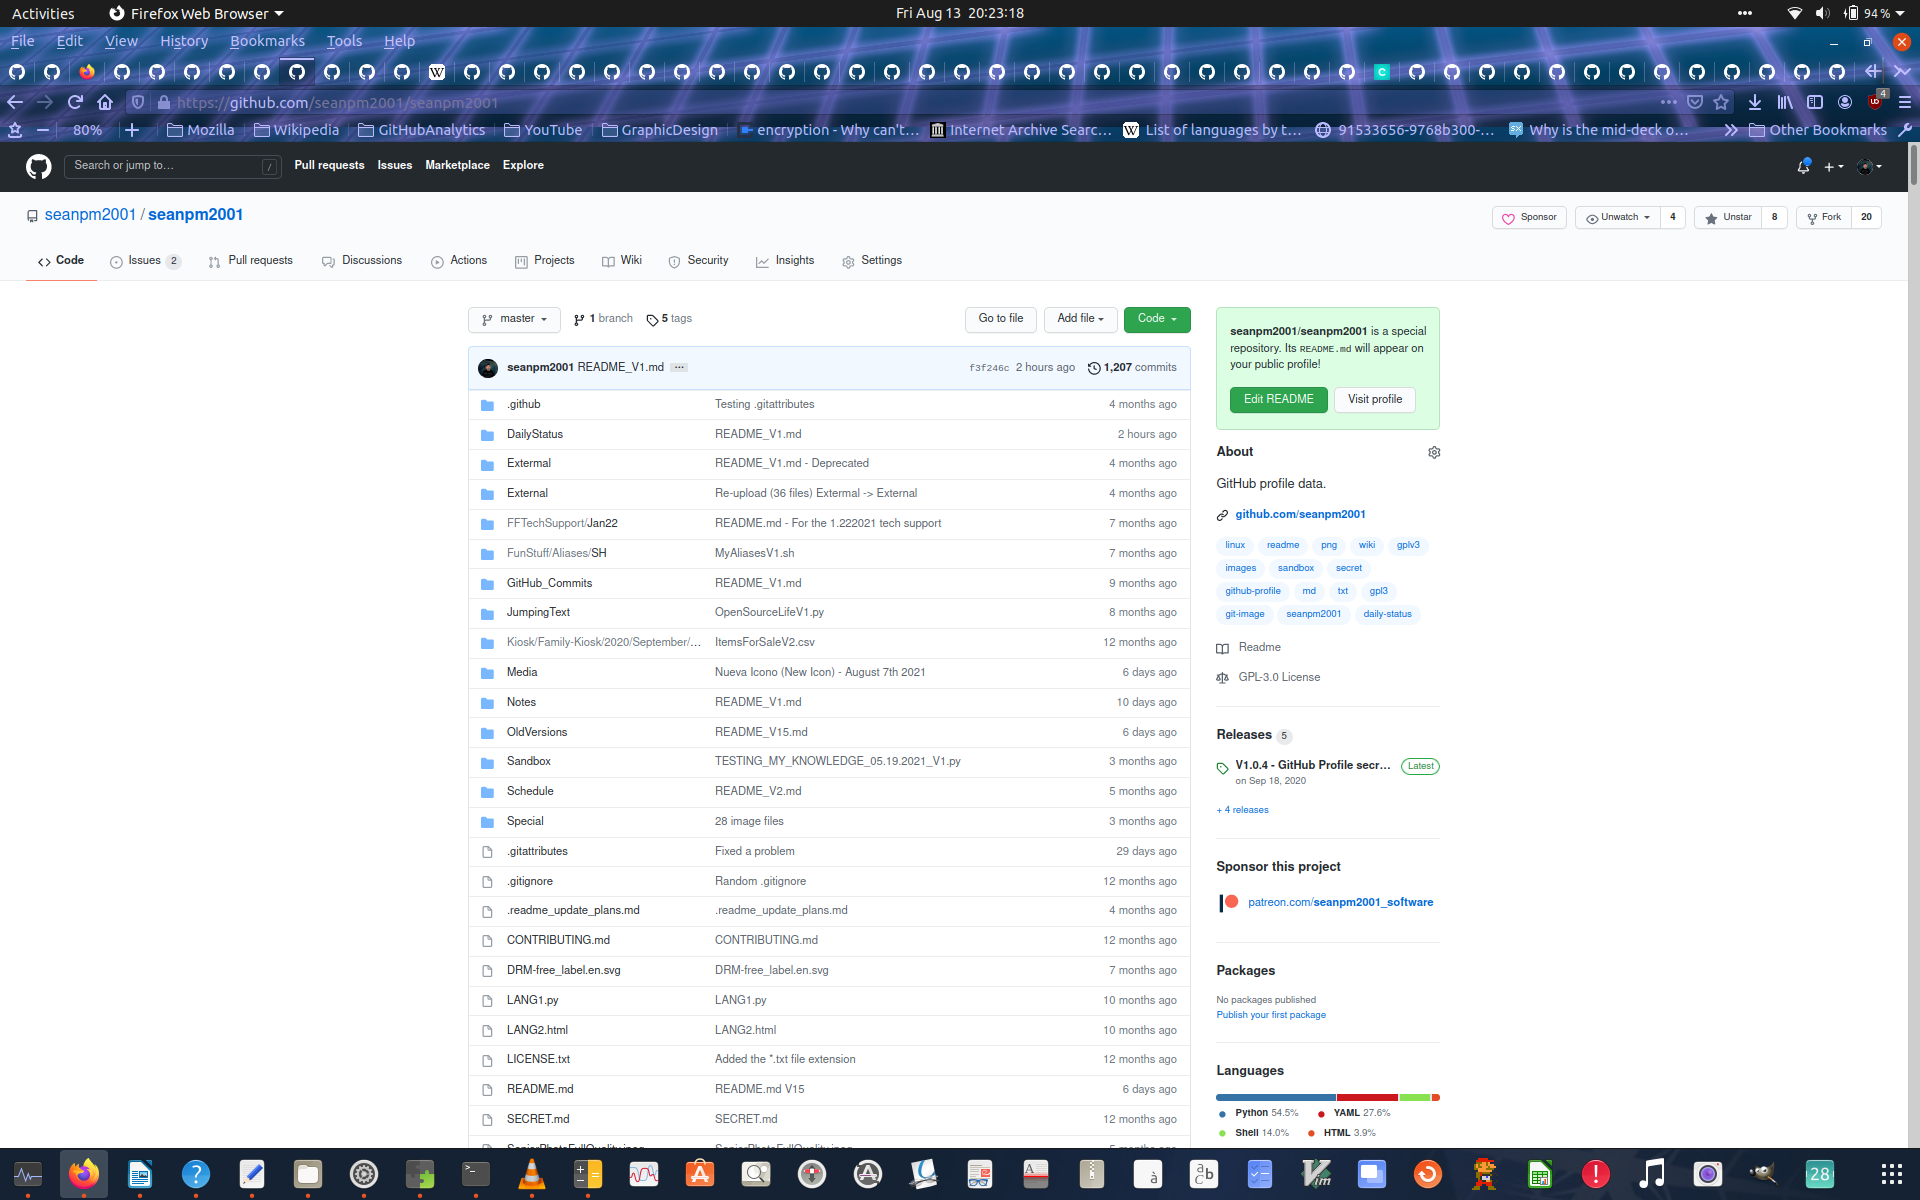 Activities
Firefox Web Browser
Fri Aug 13 20:23:18
94 %
File Edit View History Bookmarks Tools Help
https://github.com/seanpm2001/seanpm2001
4
80%
Mozilla
Wikipedia
GitHubAnalytics
YouTube
GraphicDesign
encryption - Why can't…
Internet Archive Searc…
List of languages by t…
91533656-9768b300-…
Why is the mid-deck o…
Other Bookmarks
Search or jump to…
/
Pull requests Issues Marketplace Explore
seanpm2001 / seanpm2001
Sponsor
Unwatch 4
Unstar 8
Fork 20
Code
Issues 2
Pull requests
Discussions
Actions
Projects
Wiki
Security
Insights
Settings
master
1 branch
5 tags
Go to file
Add file
Code
seanpm2001 README_V1.md ... f3f246c 2 hours ago 1,207 commits
.github Testing .gitattributes 4 months ago
DailyStatus README_V1.md 2 hours ago
Extermal README_V1.md - Deprecated 4 months ago
External Re-upload (36 files) Extermal -> External 4 months ago
FFTechSupport/Jan22 README.md - For the 1.222021 tech support 7 months ago
FunStuff/Aliases/SH MyAliasesV1.sh 7 months ago
GitHub_Commits README_V1.md 9 months ago
JumpingText OpenSourceLifeV1.py 8 months ago
Kiosk/Family-Kiosk/2020/September/… ItemsForSaleV2.csv 12 months ago
Media Nueva Icono (New Icon) - August 7th 2021 6 days ago
Notes README_V1.md 10 days ago
OldVersions README_V15.md 6 days ago
Sandbox TESTING_MY_KNOWLEDGE_05.19.2021_V1.py 3 months ago
Schedule README_V2.md 5 months ago
Special 28 image files 3 months ago
.gitattributes Fixed a problem 29 days ago
.gitignore Random .gitignore 12 months ago
.readme_update_plans.md .readme_update_plans.md 4 months ago
CONTRIBUTING.md CONTRIBUTING.md 12 months ago
DRM-free_label.en.svg DRM-free_label.en.svg 7 months ago
LANG1.py LANG1.py 10 months ago
LANG2.html LANG2.html 10 months ago
LICENSE.txt Added the *.txt file extension 12 months ago
README.md README.md V15 6 days ago
SECRET.md SECRET.md 12 months ago
seanpm2001/seanpm2001 is a special
repository. Its README.md will appear on
your public profile!
Edit README
Visit profile
About
GitHub profile data.
github.com/seanpm2001
linux readme png wiki gplv3
images sandbox secret
github-profile md txt gpl3
git-image seanpm2001 daily-status
Readme
GPL-3.0 License
Releases 5
V1.0.4 - GitHub Profile secr… Latest
on Sep 18, 2020
+ 4 releases
Sponsor this project
patreon.com/seanpm2001_software
Packages
No packages published
Publish your first package
Languages
Python 54.5% YAML 27.6%
Shell 14.0% HTML 3.9%
28